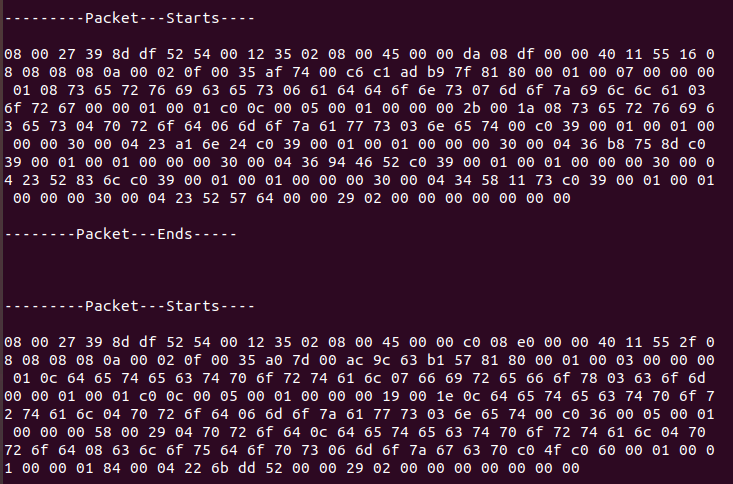 ---------Packet---Starts----
08 00 27 39 8d df 52 54 00 12 35 02 08 00 45 00 00 da 08 df 00 00 40 11 55 16 0
8 08 08 08 0a 00 02 0f 00 35 af 74 00 c6 c1 ad b9 7f 81 80 00 01 00 07 00 00 00
01 08 73 65 72 76 69 63 65 73 06 61 64 64 6f 6e 73 07 6d 6f 7a 69 6c 6c 61 03
6f 72 67 00 00 01 00 01 c0 0c 00 05 00 01 00 00 00 2b 00 1a 08 73 65 72 76 69 6
3 65 73 04 70 72 6f 64 06 6d 6f 7a 61 77 73 03 6e 65 74 00 c0 39 00 01 00 01 00
00 00 30 00 04 23 a1 6e 24 c0 39 00 01 00 01 00 00 00 30 00 04 36 b8 75 8d c0
39 00 01 00 01 00 00 00 30 00 04 36 94 46 52 c0 39 00 01 00 01 00 00 00 30 00 0
4 23 52 83 6c c0 39 00 01 00 01 00 00 00 30 00 04 34 58 11 73 c0 39 00 01 00 01
00 00 00 30 00 04 23 52 57 64 00 00 29 02 00 00 00 00 00 00 00
--------Packet---Ends-----
---------Packet---Starts----
08 00 27 39 8d df 52 54 00 12 35 02 08 00 45 00 00 c0 08 e0 00 00 40 11 55 2f 0
8 08 08 08 0a 00 02 0f 00 35 a0 7d 00 ac 9c 63 b1 57 81 80 00 01 00 03 00 00 00
01 0c 64 65 74 65 63 74 70 6f 72 74 61 6c 07 66 69 72 65 66 6f 78 03 63 6f 6d
00 00 01 00 01 c0 0c 00 05 00 01 00 00 00 19 00 1e 0c 64 65 74 65 63 74 70 6f 7
2 74 61 6c 04 70 72 6f 64 06 6d 6f 7a 61 77 73 03 6e 65 74 00 c0 36 00 05 00 01
00 00 00 58 00 29 04 70 72 6f 64 0c 64 65 74 65 63 74 70 6f 72 74 61 6c 04 70
72 6f 64 08 63 6c 6f 75 64 6f 70 73 06 6d 6f 7a 67 63 70 c0 4f c0 60 00 01 00 0
1 00 00 01 84 00 04 22 6b dd 52 00 00 29 02 00 00 00 00 00 00 00